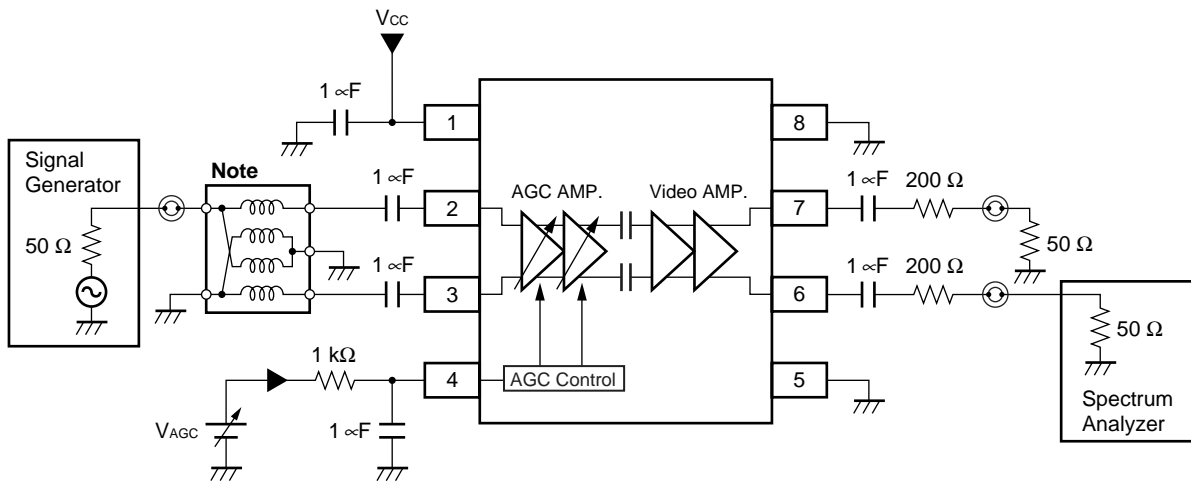 VCC
1 ∝F
1
8
Signal
Generator
50 Ω
Note
1 ∝F
2
AGC AMP.
Video AMP.
7
1 ∝F
200 Ω
50 Ω
1 ∝F
3
6
1 ∝F
200 Ω
50 Ω
Spectrum
Analyzer
1 kΩ
4
AGC Control
5
VAGC
1 ∝F